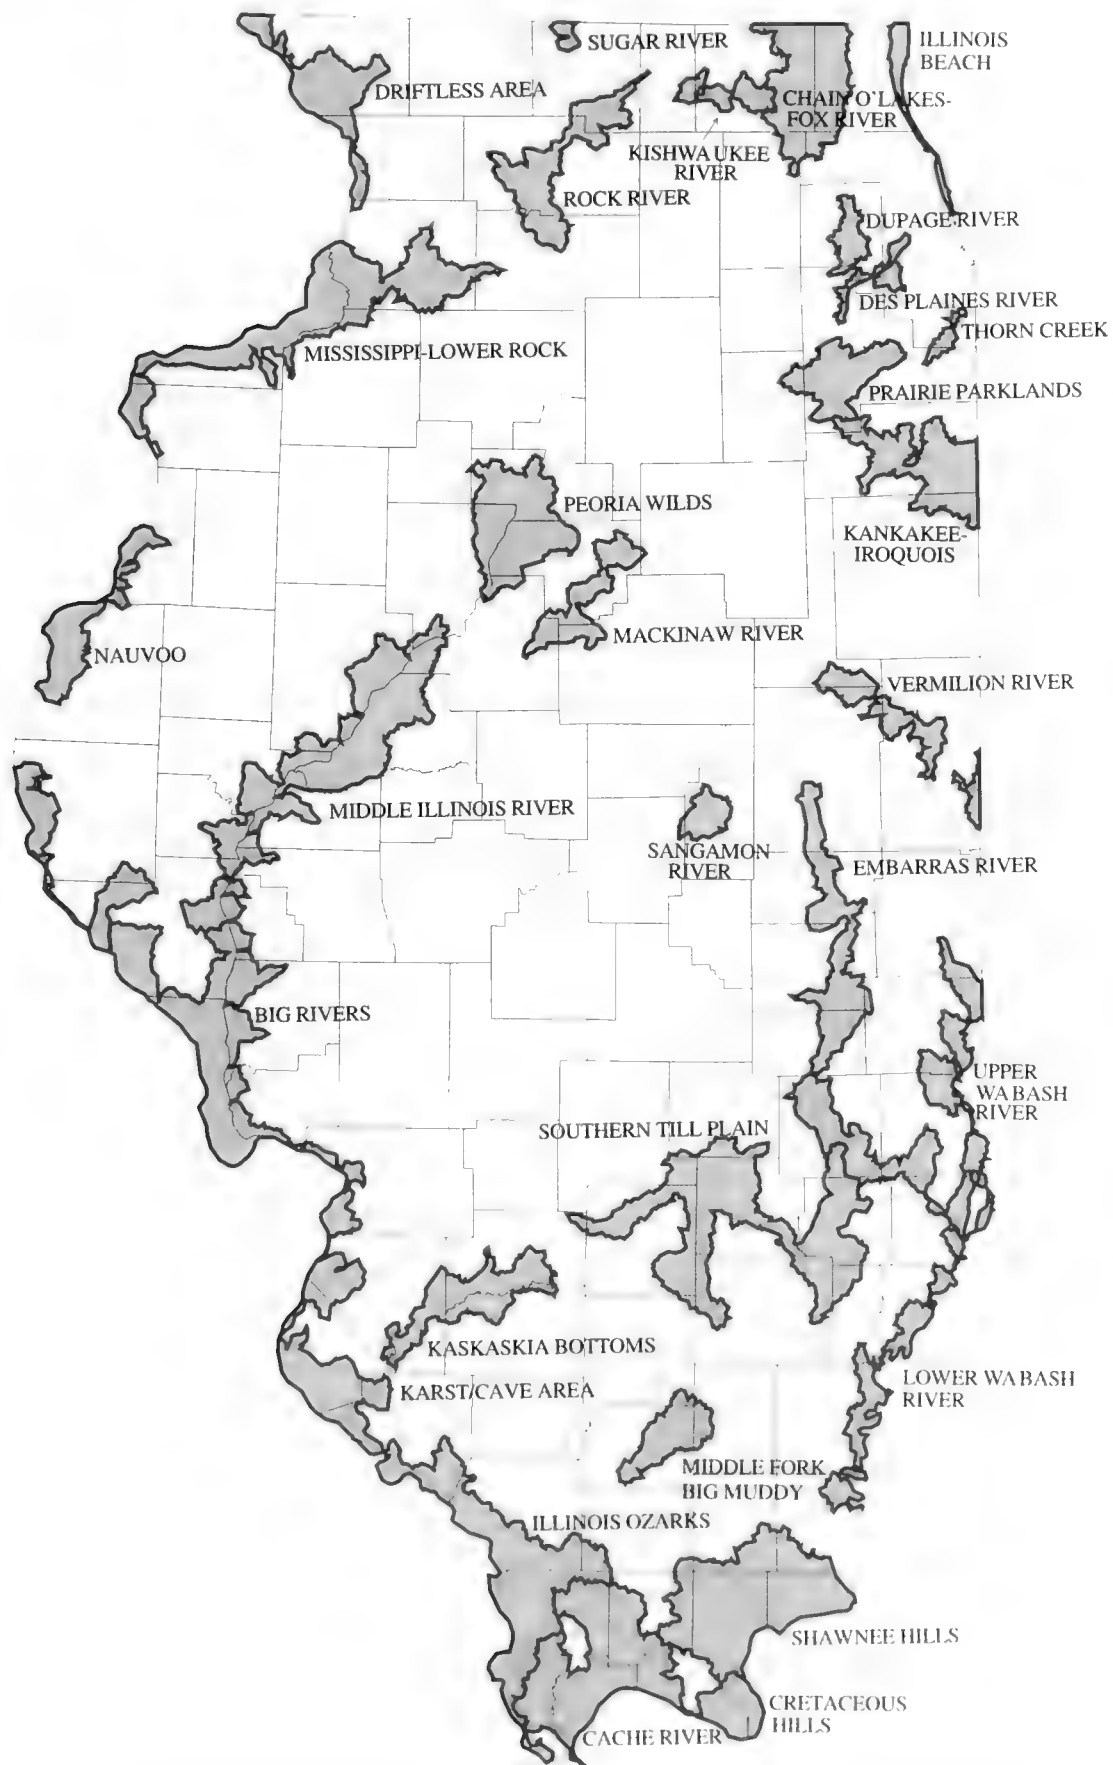 SUGAR RIVER
ILLINOIS
BEACH
DRIFTLESS AREA
CHAIN O'LAKES-
FOX RIVER
KISHWAUKEE
RIVER
ROCK RIVER
DUPAGE RIVER
DES PLAINES RIVER
THORN CREEK
MISSISSIPPI-LOWER ROCK
PRAIRIE PARKLANDS
PEORIA WILDS
KANKAKEE-
IROQUOIS
MACKINAW RIVER
NAUVOO
VERMILION RIVER
MIDDLE ILLINOIS RIVER
SANGAMON
RIVER
EMBARRAS RIVER
BIG RIVERS
UPPER
WABASH
RIVER
SOUTHERN TILL PLAIN
KASKASKIA BOTTOMS
KARST/CAVE AREA
LOWER WABASH
RIVER
MIDDLE FORK
BIG MUDDY
ILLINOIS OZARKS
SHAWNEE HILLS
CRETACEOUS
HILLS
CACHE RIVER